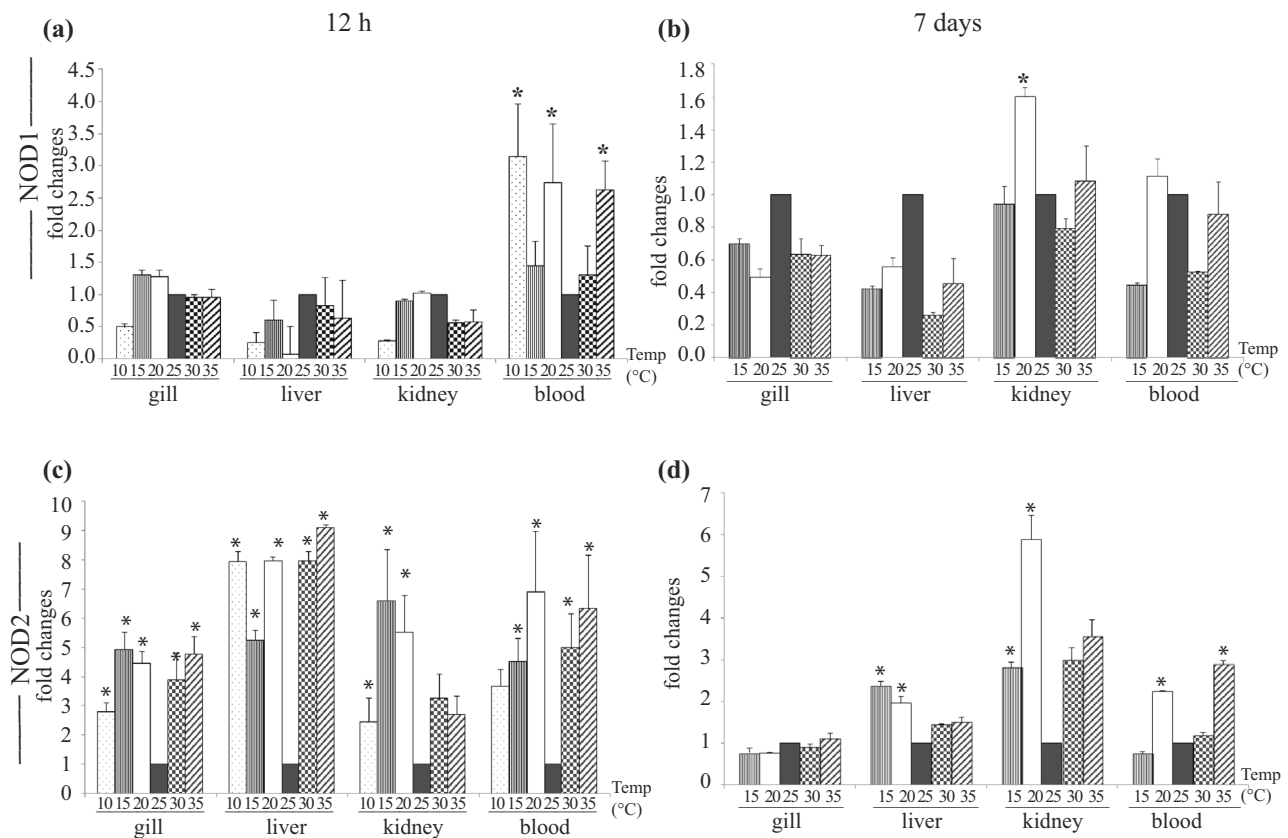 (a)
12 h
NOD1
fold changes
4.5
4.0
3.5
3.0
2.5
2.0
1.5
1.0
0.5
0.0
*
*
*
10 15 20 25 30 35 10 15 20 25 30 35 10 15 20 25 30 35 10 15 20 25 30 35
Temp
(°C)
gill liver kidney blood
(b)
7 days
fold changes
1.8
1.6
1.4
1.2
1.0
0.8
0.6
0.4
0.2
0.0
*
15 20 25 30 35 15 20 25 30 35 15 20 25 30 35 15 20 25 30 35
Temp
(°C)
gill liver kidney blood
(c)
NOD2
fold changes
10
9
8
7
6
5
4
3
2
1
0
* * * * *
* * * * *
* * *
* * * *
10 15 20 25 30 35 10 15 20 25 30 35 10 15 20 25 30 35 10 15 20 25 30 35
Temp
(°C)
gill liver kidney blood
(d)
fold changes
7
6
5
4
3
2
1
0
* *
* *
* *
15 20 25 30 35 15 20 25 30 35 15 20 25 30 35 15 20 25 30 35
Temp
(°C)
gill liver kidney blood